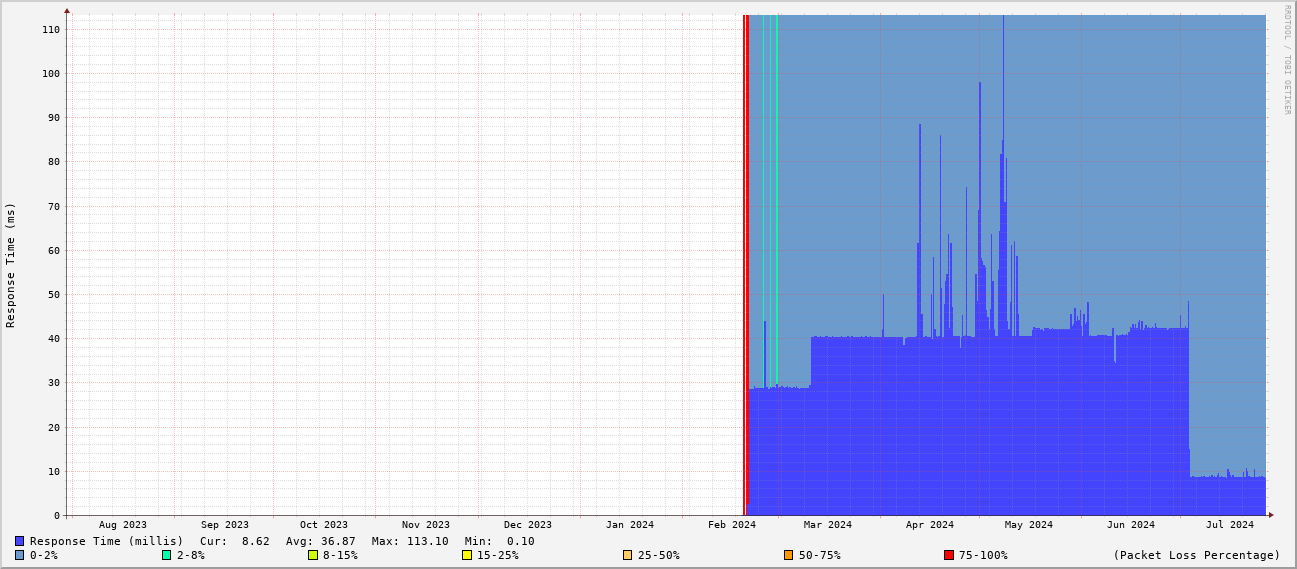 RRDTOOL / TOBI OETIKER
Response Time (ms)
110
100
90
80
70
60
50
40
30
20
10
0
Aug 2023 Sep 2023 Oct 2023 Nov 2023 Dec 2023 Jan 2024 Feb 2024 Mar 2024 Apr 2024 May 2024 Jun 2024 Jul 2024
Response Time (millis) Cur: 8.62 Avg: 36.87 Max: 113.10 Min: 0.10
0-2% 2-8% 8-15% 15-25% 25-50% 50-75% 75-100% (Packet Loss Percentage)